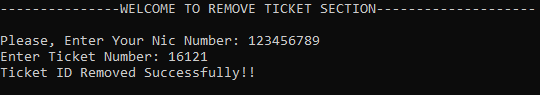 ---------------WELCOME TO REMOVE TICKET SECTION--------------------
Please, Enter Your Nic Number: 123456789
Enter Ticket Number: 16121
Ticket ID Removed Successfully!!